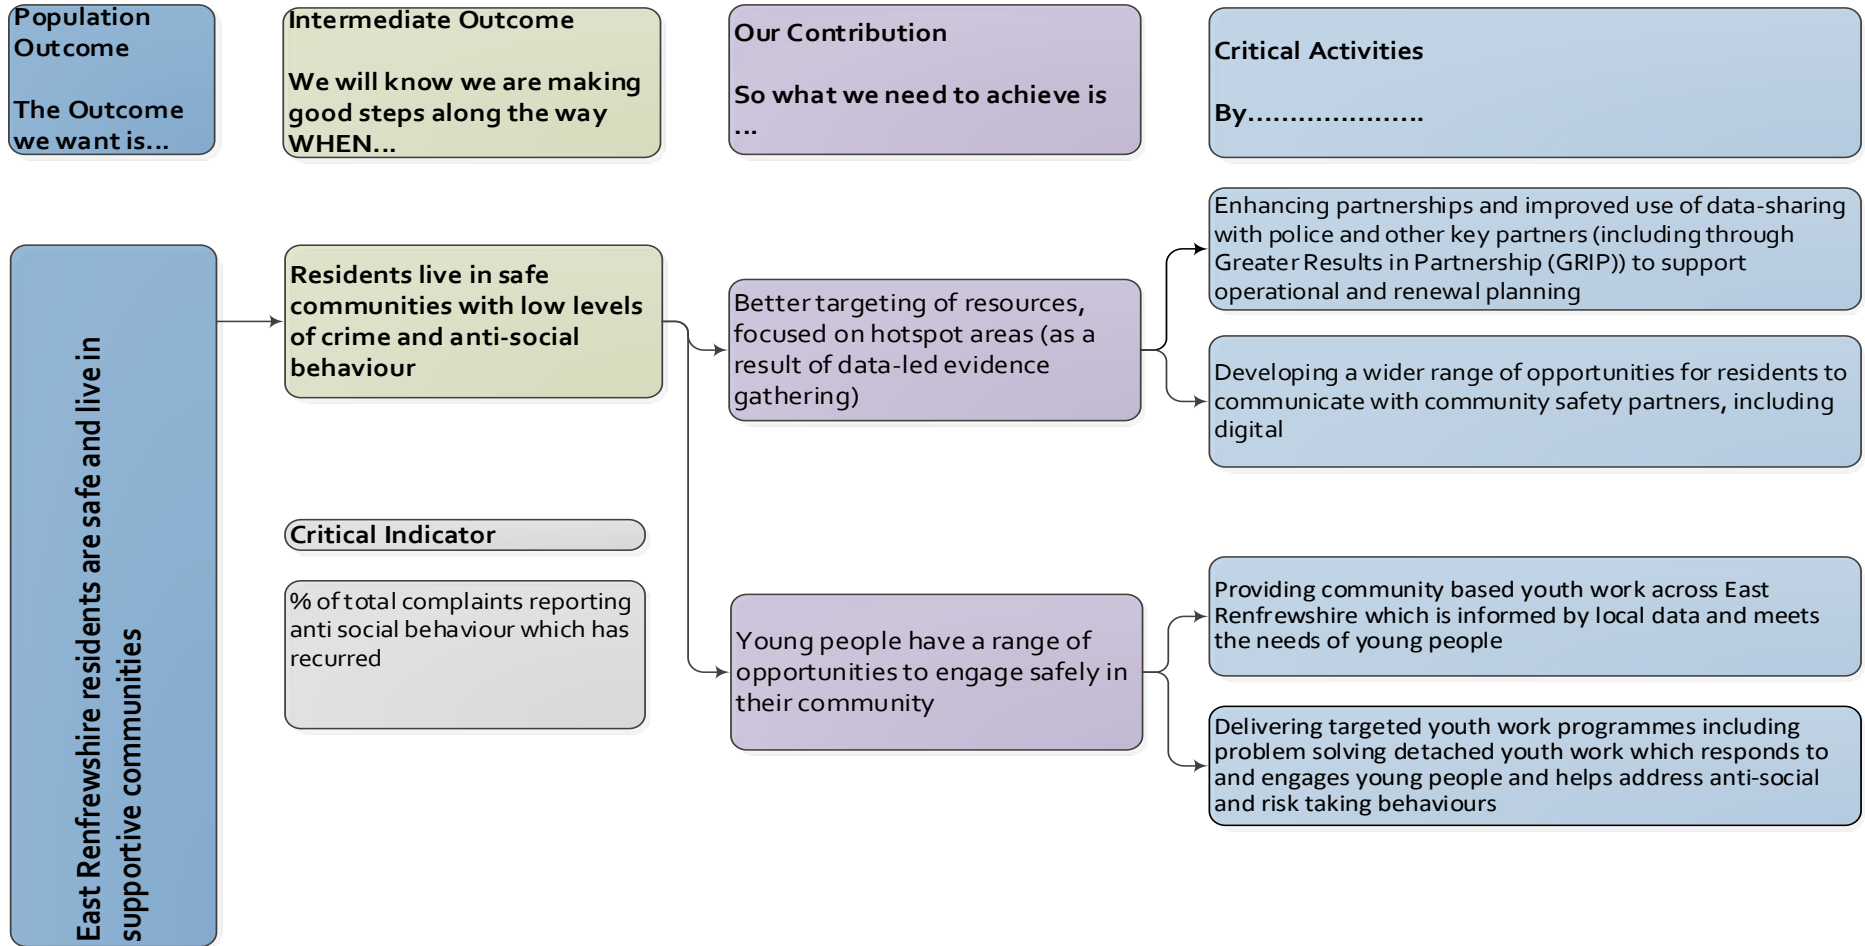 Population
Outcome
The Outcome
we want is...
Intermediate Outcome
We will know we are making
good steps along the way
WHEN...
Our Contribution
So what we need to achieve is
...
Critical Activities
By.....................
East Renfrewshire residents are safe and live in
supportive communities
Residents live in safe
communities with low levels
of crime and anti-social
behaviour
Critical Indicator
% of total complaints reporting
anti social behaviour which has
recurred
Better targeting of resources,
focused on hotspot areas (as a
result of data-led evidence
gathering)
Young people have a range of
opportunities to engage safely in
their community
Enhancing partnerships and improved use of data-sharing
with police and other key partners (including through
Greater Results in Partnership (GRIP)) to support
operational and renewal planning
Developing a wider range of opportunities for residents to
communicate with community safety partners, including
digital
Providing community based youth work across East
Renfrewshire which is informed by local data and meets
the needs of young people
Delivering targeted youth work programmes including
problem solving detached youth work which responds to
and engages young people and helps address anti-social
and risk taking behaviours